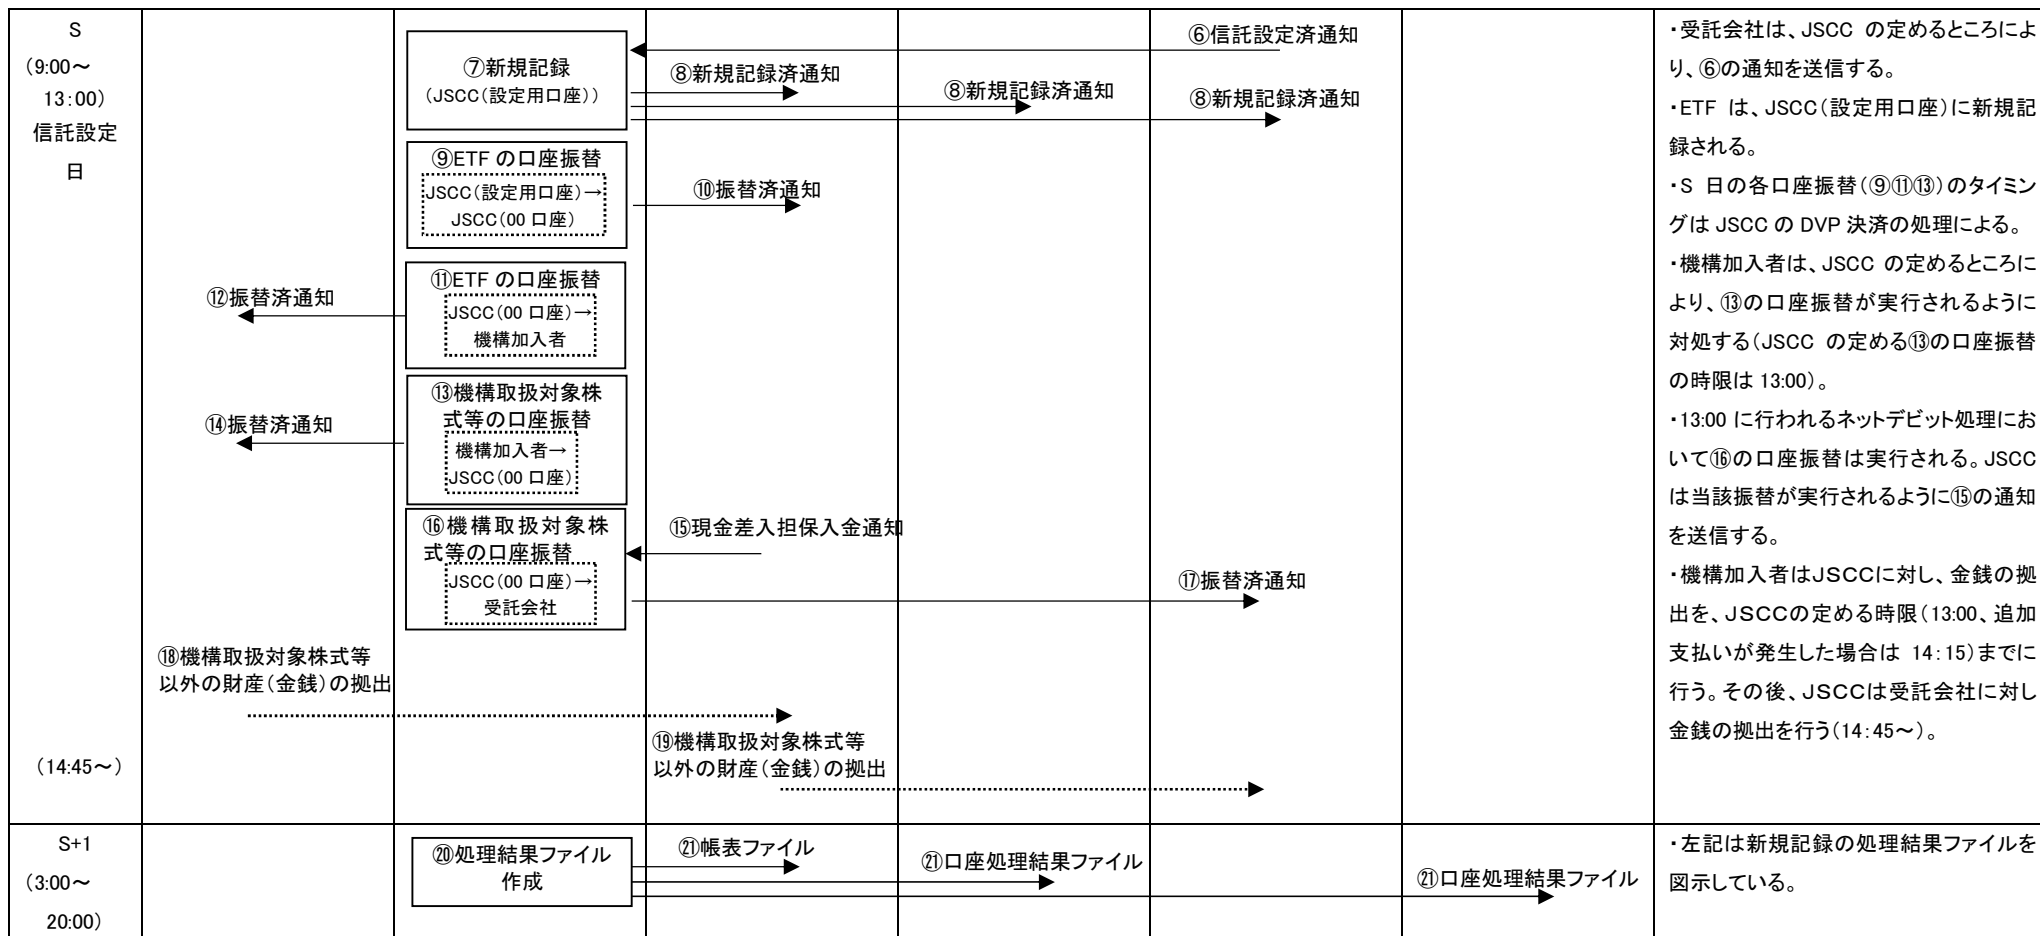 S
（9:00～
13：00）
信託設定
日
（14:45～）
⑦新規記録
（JSCC（設定用口座））
⑥信託設定済通知
⑧新規記録済通知
⑧新規記録済通知
⑧新規記録済通知
⑨ETF の口座振替
JSCC（設定用口座）→
JSCC（00 口座）
⑩振替済通知
⑪ETF の口座振替
JSCC（00 口座）→
機構加入者
⑫振替済通知
⑬機構取扱対象株
式等の口座振替
機構加入者→
JSCC（00 口座）
⑭振替済通知
⑯機構取扱対象株
式等の口座振替
JSCC（00 口座）→
受託会社
⑮現金差入担保入金通知
⑰振替済通知
⑱機構取扱対象株式等
以外の財産（金銭）の拠出
⑲機構取扱対象株式等
以外の財産（金銭）の拠出
・受託会社は、JSCC の定めるところによ
り、⑥の通知を送信する。
・ETF は、JSCC（設定用口座）に新規記
録される。
・S 日の各口座振替（⑨⑪⑬）のタイミン
グは JSCC の DVP 決済の処理による。
・機構加入者は、JSCC の定めるところに
より、⑬の口座振替が実行されるように
対処する（JSCC の定める⑬の口座振替
の時限は 13:00）。
・13:00 に行われるネットデビット処理にお
いて⑯の口座振替は実行される。JSCC
は当該振替が実行されるように⑮の通知
を送信する。
・機構加入者はＪＳＣＣに対し、金銭の拠
出を、ＪＳＣＣの定める時限（13:00、追加
支払いが発生した場合は 14：15）までに
行う。その後、ＪＳＣＣは受託会社に対し
金銭の拠出を行う（14：45～）。
S+1
（3:00～
20:00）
⑳処理結果ファイル
作成
㉑帳表ファイル
㉑口座処理結果ファイル
㉑口座処理結果ファイル
・左記は新規記録の処理結果ファイルを
図示している。